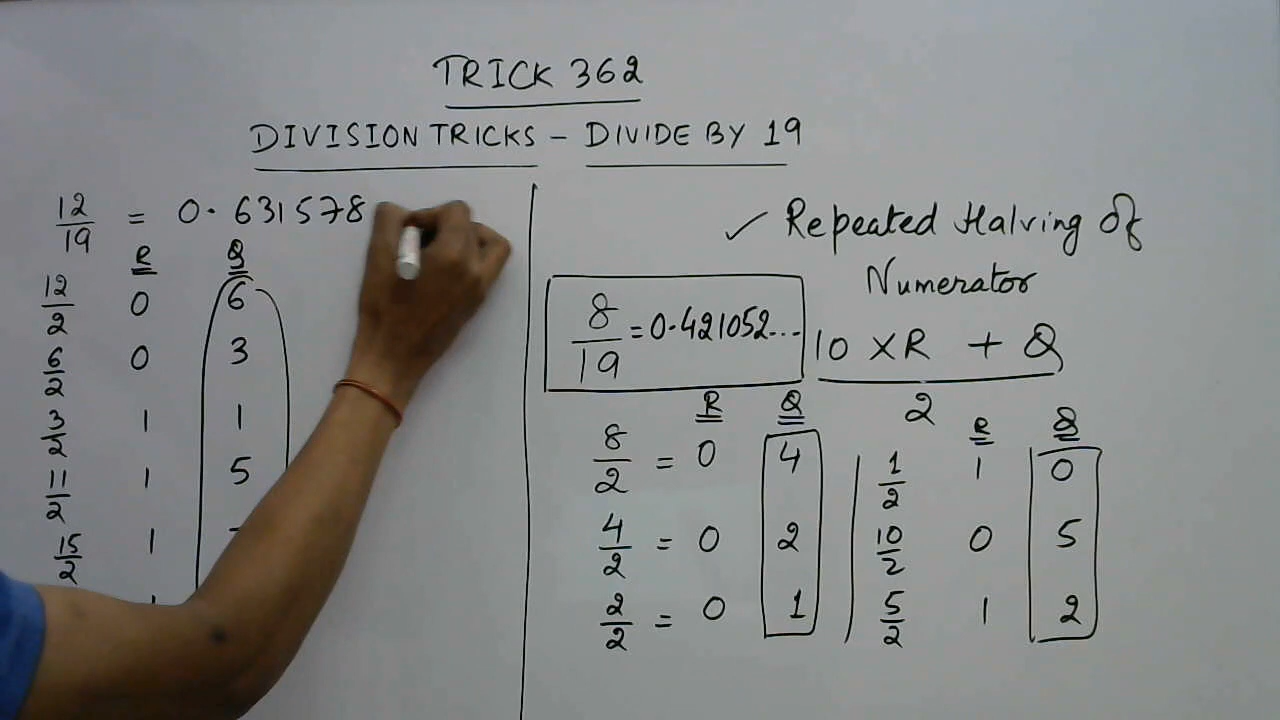 TRICK 362
DIVISION TRICKS - DIVIDE BY 19
12/19 = 0.631578
R Q
12/2 0 6
6/2 0 3
3/2 1 1
11/2 1 5
15/2 1
✓ Repeated Halving Of
Numerator
8/19 = 0.421052...
10 X R + Q
2
R Q
8/2 = 0 4
4/2 = 0 2
2/2 = 0 1
R Q
1/2 1 0
10/2 0 5
5/2 1 2